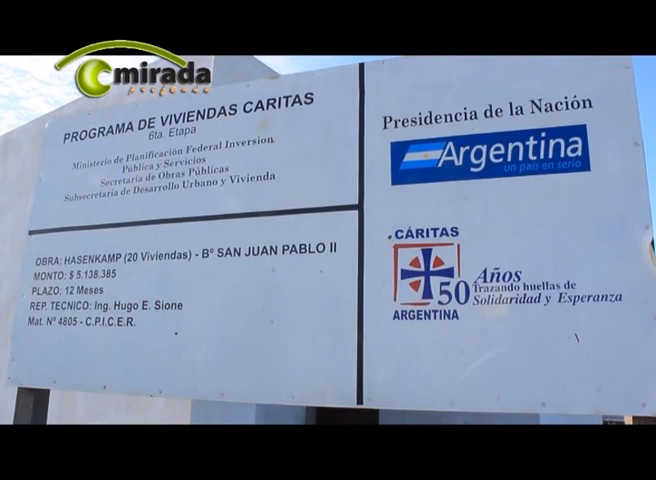 mirada
profunda
PROGRAMA DE VIVIENDAS CARITAS
6ta. Etapa
Ministerio de Planificación Federal Inversion
Pública y Servicios
Secretaría de Obras Públicas
Subsecretaría de Desarrollo Urbano y Vivienda
OBRA: HASENKAMP (20 Viviendas) - Bº SAN JUAN PABLO II
MONTO: $ 5.138.385
PLAZO: 12 Meses
REP. TECNICO: Ing. Hugo E. Sione
Mat. Nº 4805 - C.P.I.C.E.R.
Presidencia de la Nación
Argentina
un país en serio
CÁRITAS
ARGENTINA
50 Años
Trazando huellas de
Solidaridad y Esperanza